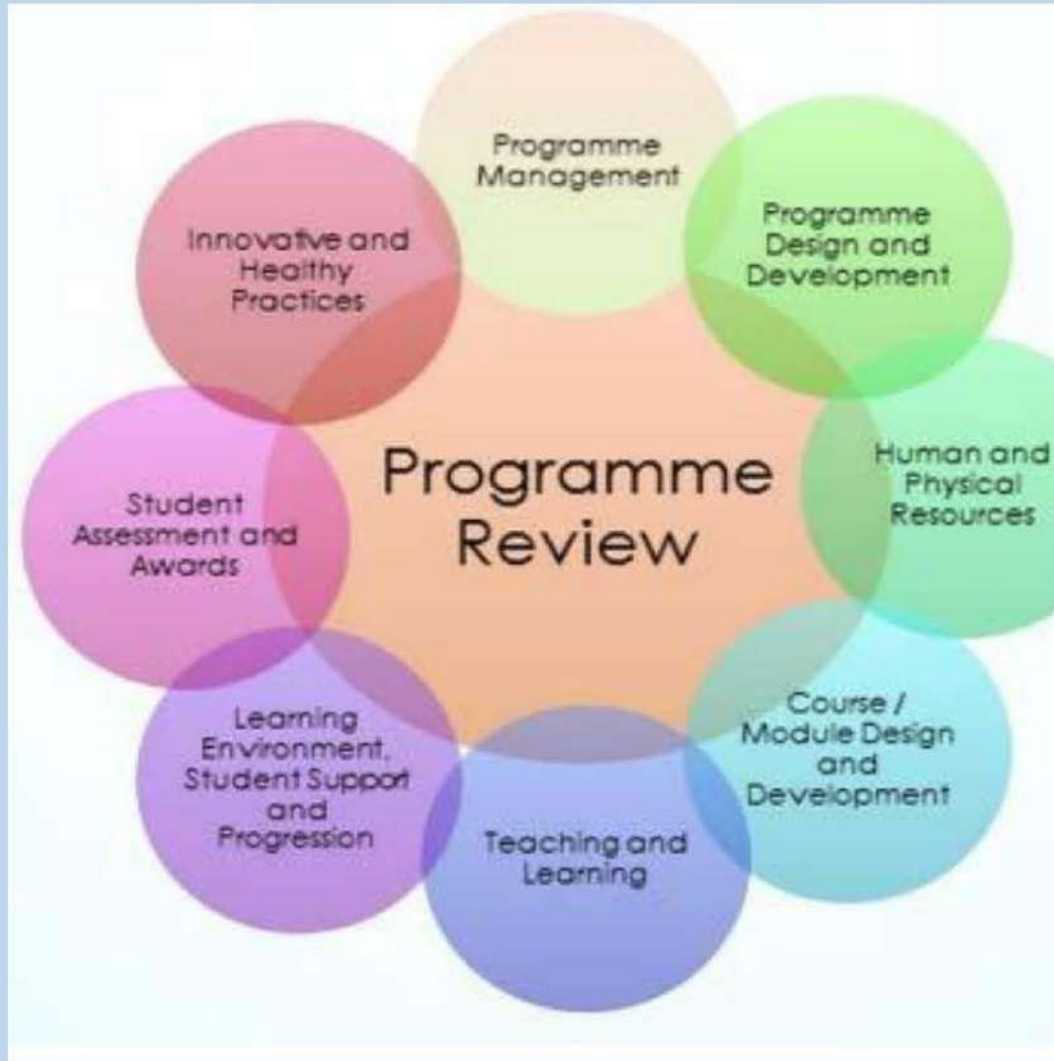 Programme
Management
Programme
Design and
Development
Human and
Physical
Resources
Course /
Module Design
and
Development
Teaching and
Learning
Learning
Environment,
Student Support
and
Progression
Student
Assessment and
Awards
Innovative and
Healthy
Practices
Programme
Review